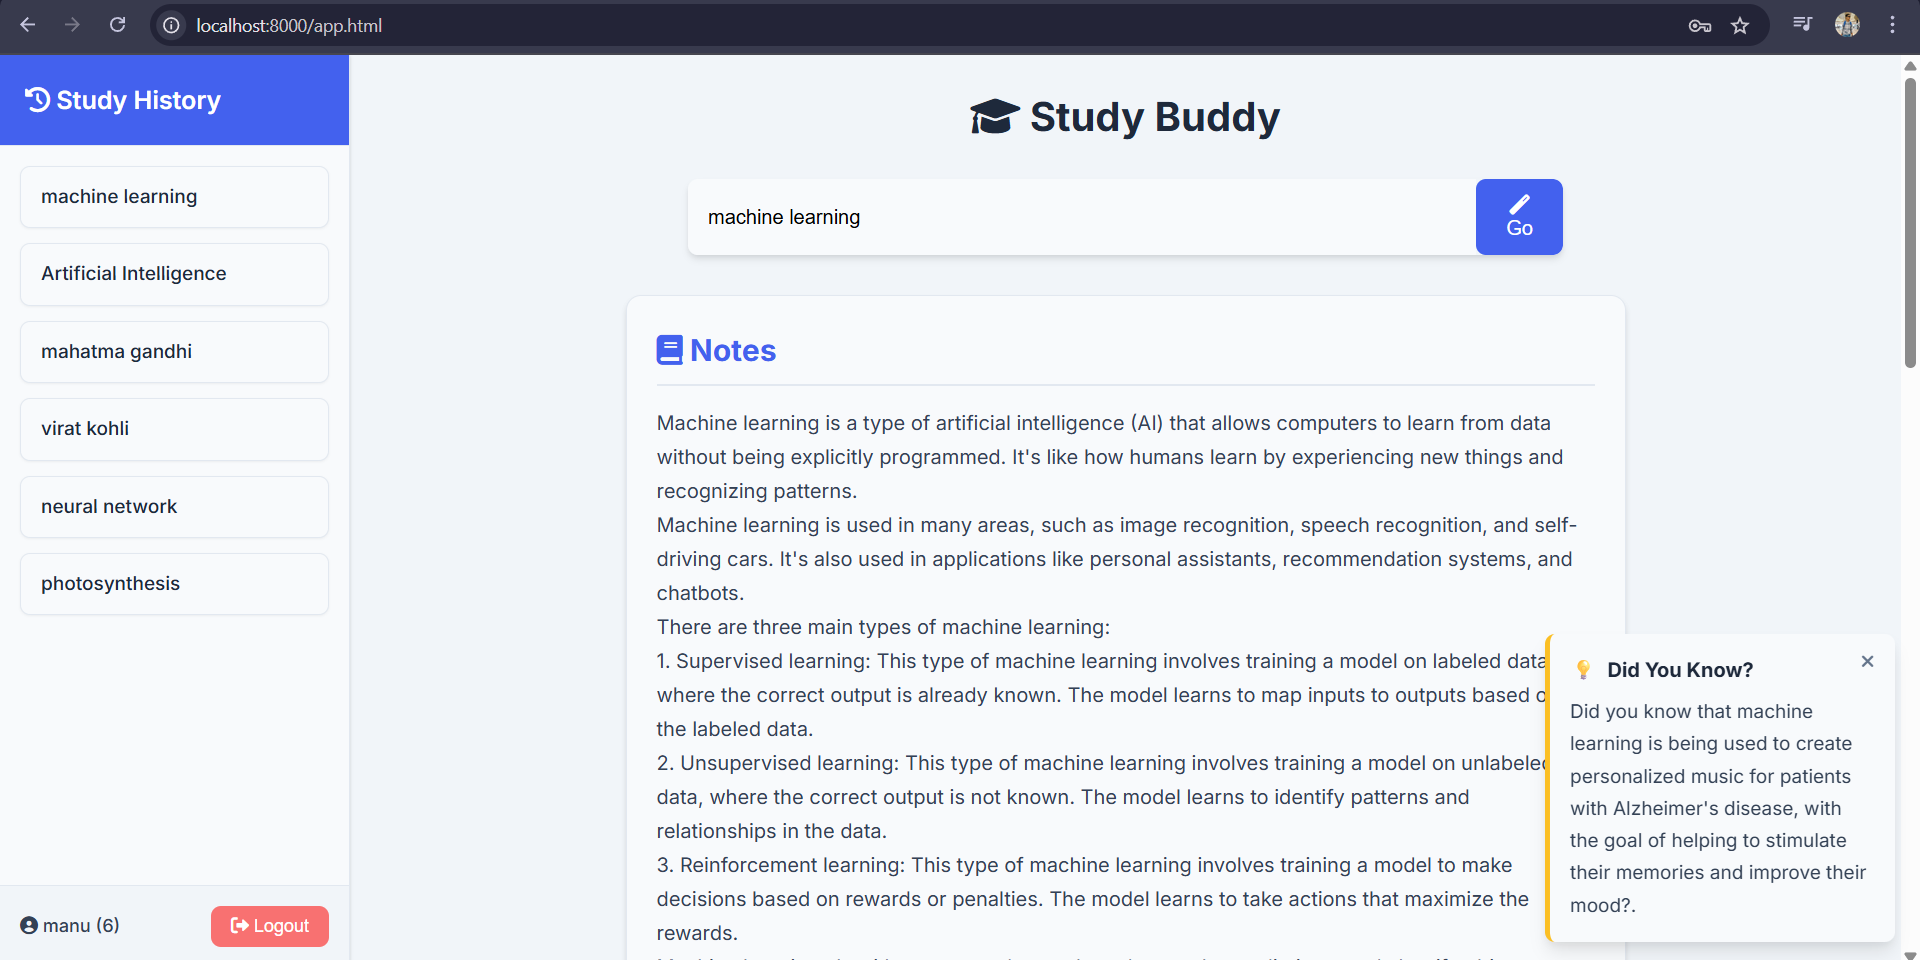 localhost:8000/app.html
Study History
machine learning
Artificial Intelligence
mahatma gandhi
virat kohli
neural network
photosynthesis
manu (6)
Logout
Study Buddy
machine learning
Go
Notes
Machine learning is a type of artificial intelligence (AI) that allows computers to learn from data
without being explicitly programmed. It's like how humans learn by experiencing new things and
recognizing patterns.
Machine learning is used in many areas, such as image recognition, speech recognition, and self-
driving cars. It's also used in applications like personal assistants, recommendation systems, and
chatbots.
There are three main types of machine learning:
1. Supervised learning: This type of machine learning involves training a model on labeled data
where the correct output is already known. The model learns to map inputs to outputs based
the labeled data.
2. Unsupervised learning: This type of machine learning involves training a model on unlabeled
data, where the correct output is not known. The model learns to identify patterns and
relationships in the data.
3. Reinforcement learning: This type of machine learning involves training a model to make
decisions based on rewards or penalties. The model learns to take actions that maximize the
rewards.
Did You Know?
Did you know that machine
learning is being used to create
personalized music for patients
with Alzheimer's disease, with
the goal of helping to stimulate
their memories and improve their
mood?.